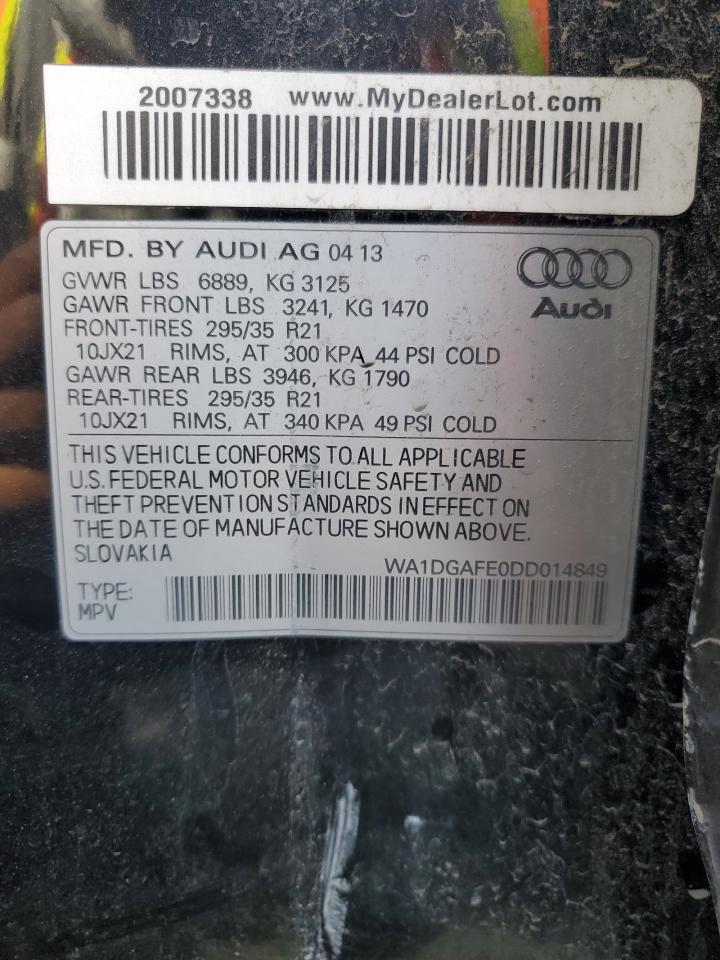 2007338 www.MyDealerLot.com
MFD. BY AUDI AG 04 13
GVWR LBS 6889, KG 3125
GAWR FRONT LBS 3241, KG 1470
FRONT-TIRES 295/35 R21
10JX21 RIMS, AT 300 KPA 44 PSI COLD
GAWR REAR LBS 3946, KG 1790
REAR-TIRES 295/35 R21
10JX21 RIMS, AT 340 KPA 49 PSI COLD
Audi
THIS VEHICLE CONFORMS TO ALL APPLICABLE
U.S. FEDERAL MOTOR VEHICLE SAFETY AND
THEFT PREVENTION STANDARDS IN EFFECT ON
THE DATE OF MANUFACTURE SHOWN ABOVE.
SLOVAKIA
WA1DGAFE0DD014849
TYPE:
MPV